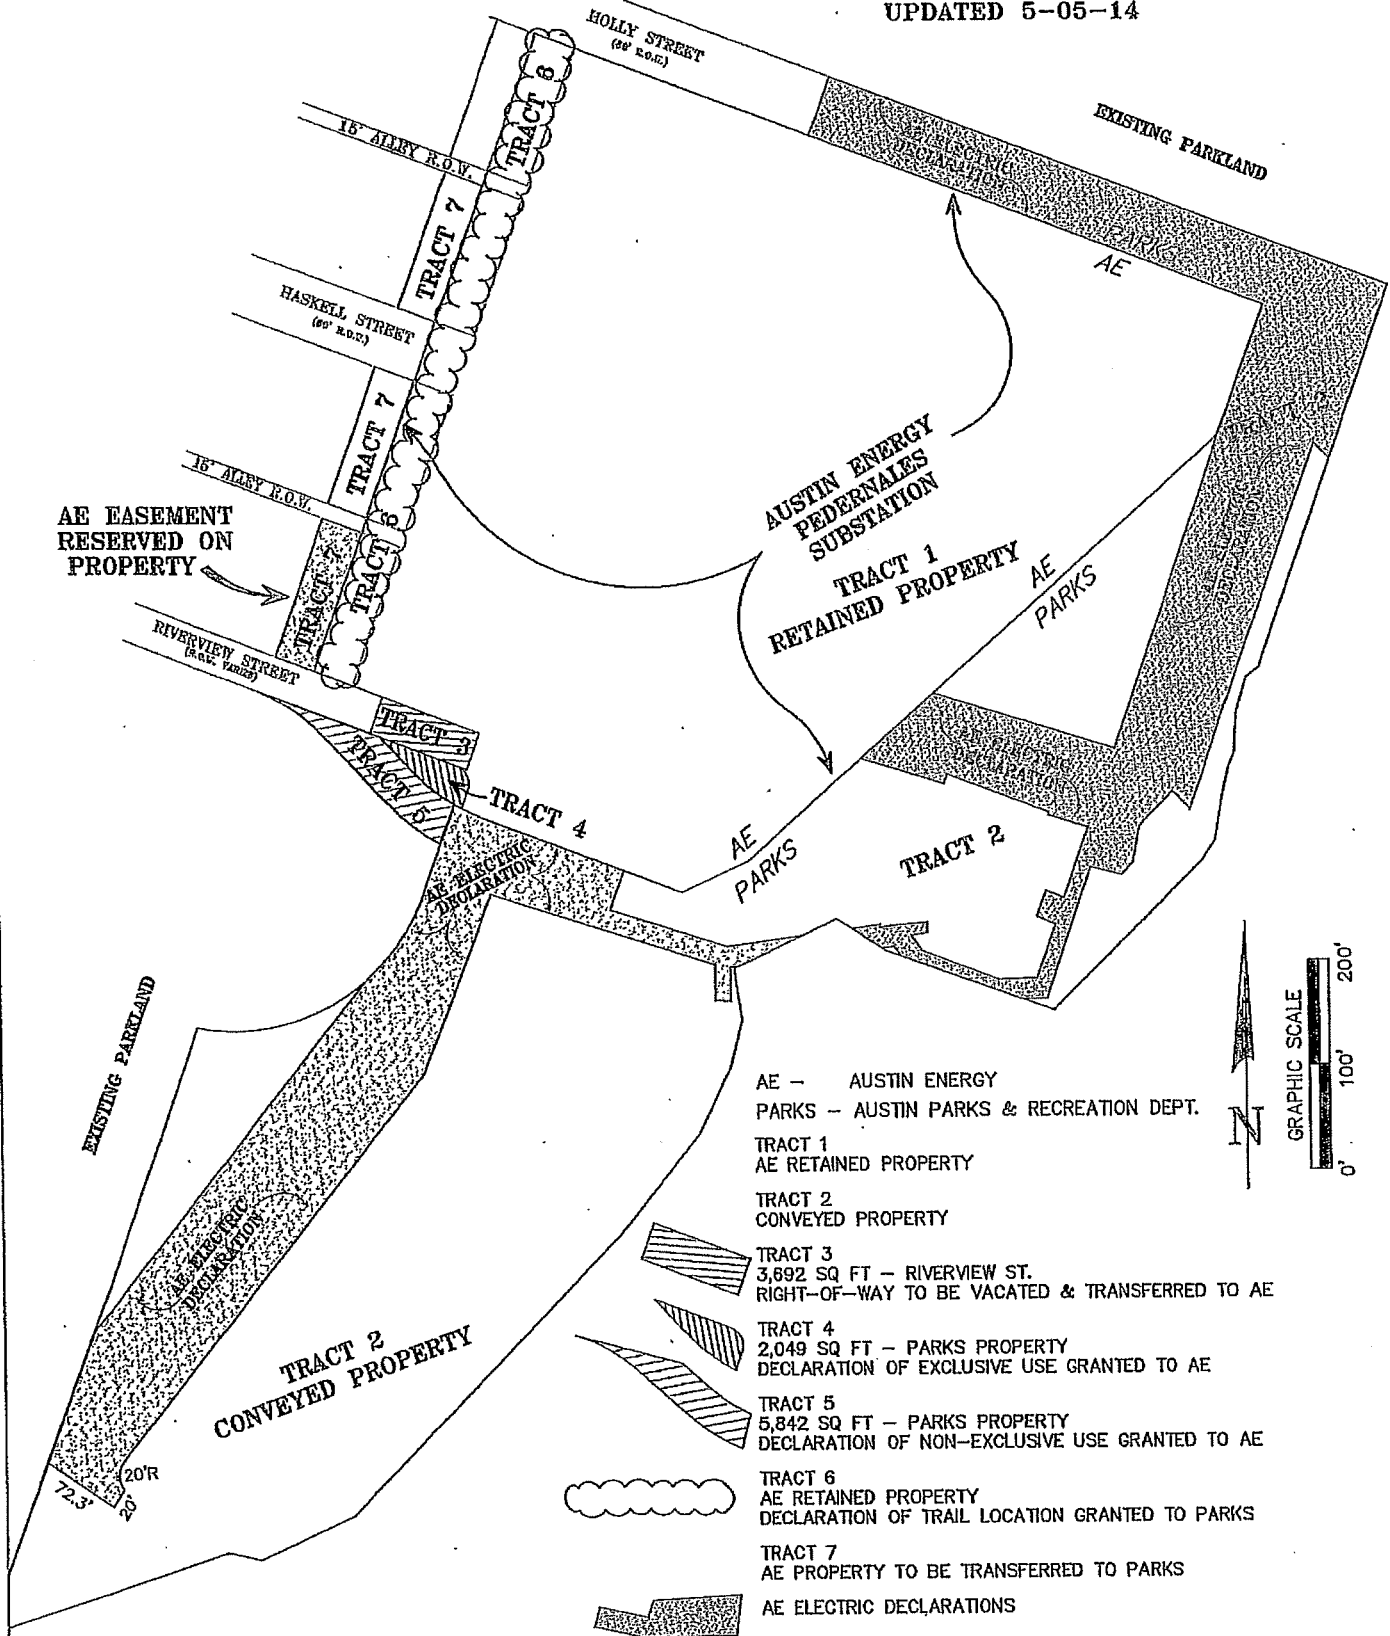 UPDATED 5-05-14
HOLLY STREET
EXISTING PARKLAND
TRACT 6
15' ALLEY R.O.W.
AE ELECTRIC
DECLARATION
TRACT 7
PARKS
AE
HASKELL STREET
TRACT 7
15' ALLEY R.O.W.
AE EASEMENT
RESERVED ON
PROPERTY
AUSTIN ENERGY
PEDERNALES
SUBSTATION
TRACT 1
RETAINED PROPERTY
AE
PARKS
TRACT 6
TRACT 7
RIVERVIEW STREET
(R.O.W. VARIES)
TRACT 3
TRACT 5
TRACT 4
AE ELECTRIC
DECLARATION
AE
PARKS
TRACT 2
AE ELECTRIC
DECLARATION
EXISTING PARKLAND
AE ELECTRIC
DECLARATION
TRACT 2
CONVEYED PROPERTY
72.3'
20'
20'R
N
GRAPHIC SCALE
0' 100' 200'
AE - AUSTIN ENERGY
PARKS - AUSTIN PARKS & RECREATION DEPT.
TRACT 1
AE RETAINED PROPERTY
TRACT 2
CONVEYED PROPERTY
TRACT 3
3,692 SQ FT - RIVERVIEW ST.
RIGHT-OF-WAY TO BE VACATED & TRANSFERRED TO AE
TRACT 4
2,049 SQ FT - PARKS PROPERTY
DECLARATION OF EXCLUSIVE USE GRANTED TO AE
TRACT 5
5,842 SQ FT - PARKS PROPERTY
DECLARATION OF NON-EXCLUSIVE USE GRANTED TO AE
TRACT 6
AE RETAINED PROPERTY
DECLARATION OF TRAIL LOCATION GRANTED TO PARKS
TRACT 7
AE PROPERTY TO BE TRANSFERRED TO PARKS
AE ELECTRIC DECLARATIONS